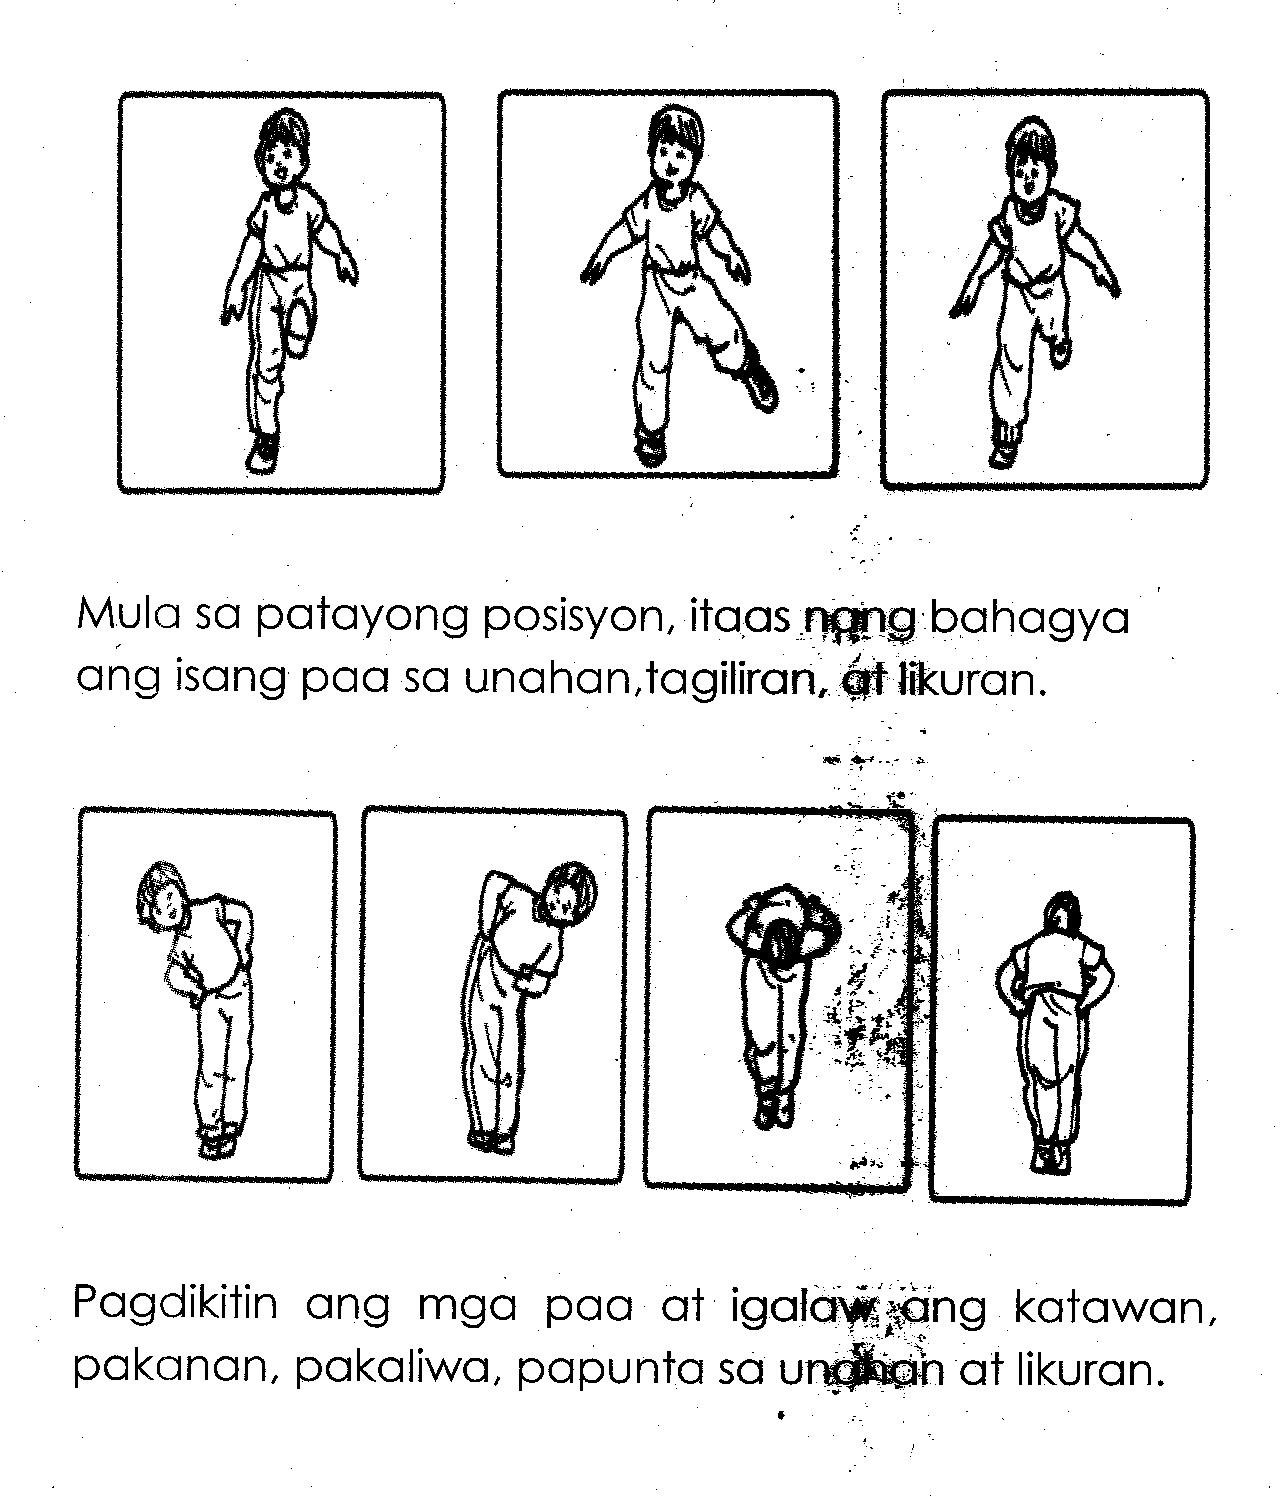 Mula sa patayong posisyon, itaas nang bahagya
ang isang paa sa unahan,tagiliran, at likuran.
Pagdikitin ang mga paa at igalaw ang katawan,
pakanan, pakaliwa, papunta sa unahan at likuran.